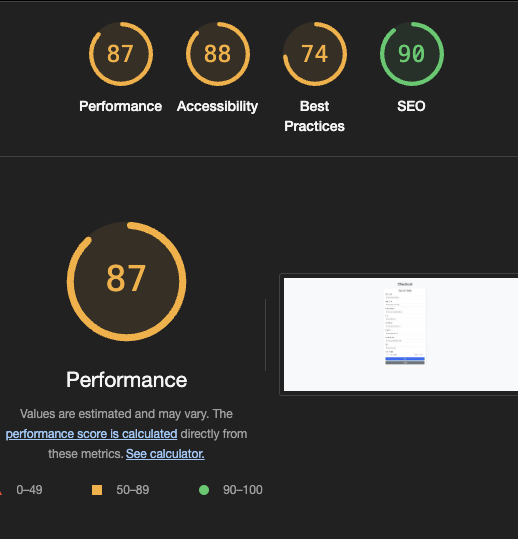 87
88
74
90
Performance
Accessibility
Best
Practices
SEO
87
Performance
Values are estimated and may vary. The
performance score is calculated directly from
these metrics. See calculator.
0–49
50–89
90–100